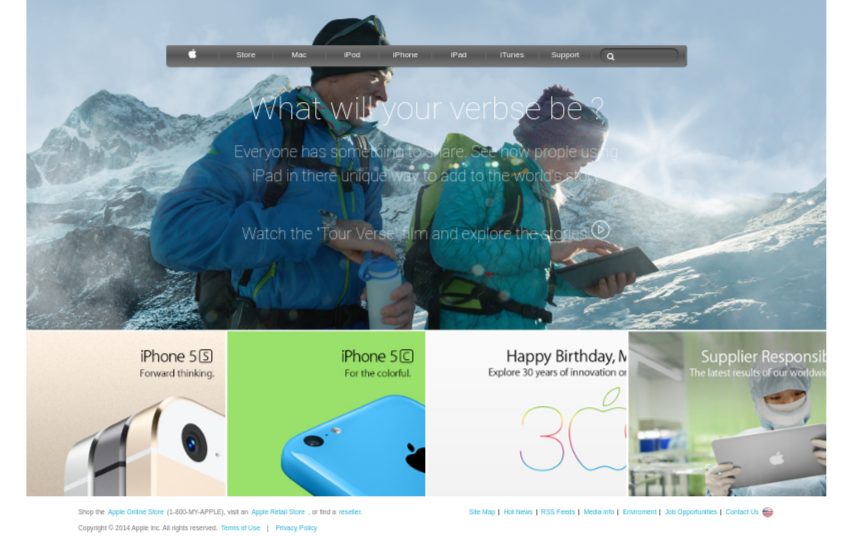 Store Mac iPod iPhone iPad iTunes Support
What will your verbse be ?
Everyone has something to share. See how prople using
iPad in there unique way to add to the world's story
Watch the "Tour Verse" film and explore the stories
iPhone 5S
Forward thinking.
iPhone 5C
For the colorful.
Happy Birthday, M
Explore 30 years of innovation or
30
Supplier Responsib
The latest results of our worldwi
Shop the Apple Online Store (1-800-MY-APPLE), visit an Apple Retail Store , or find a reseller.
Site Map | Hot News | RSS Feeds | Media info | Enviroment | Job Opportunities | Contact Us
Copyright © 2014 Apple Inc. All rights reserved. Terms of Use | Privacy Policy